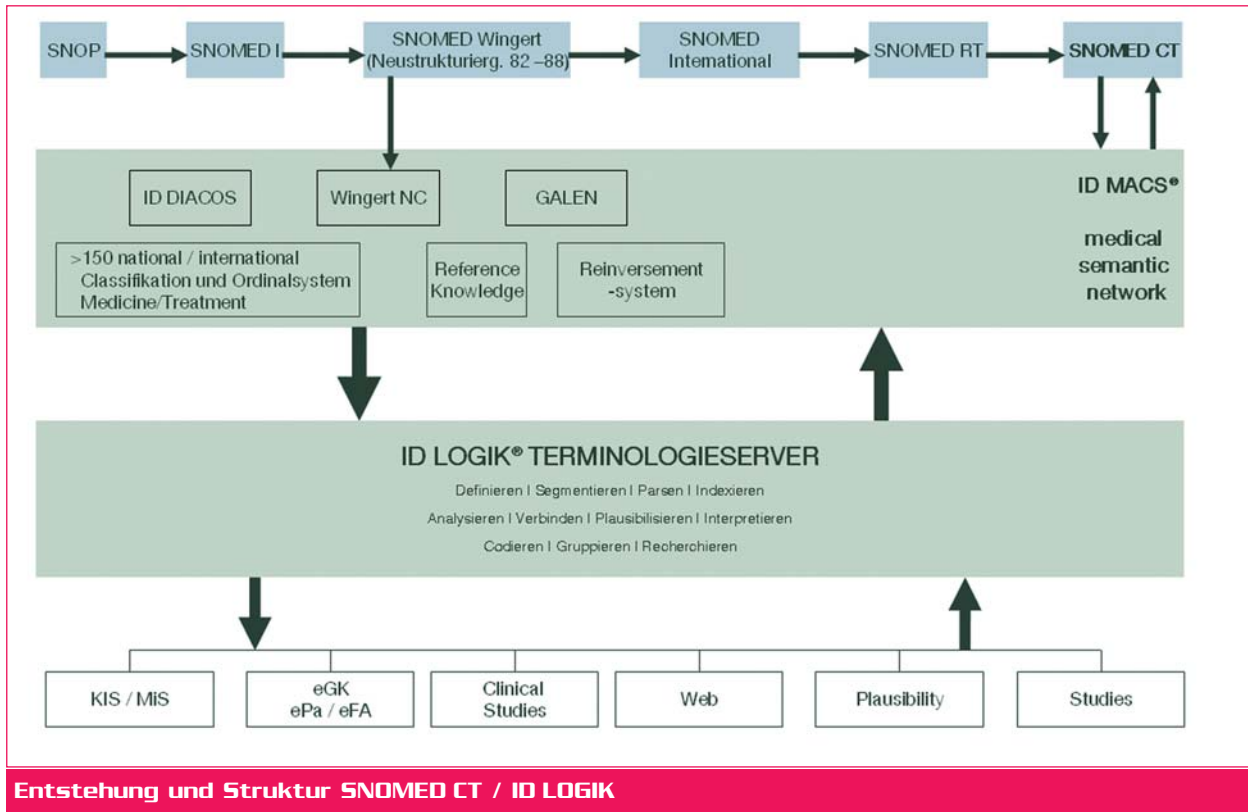 SNOP
SNOMED I
SNOMED Wingert
(Neustrukturierg. 82 –88)
SNOMED
International
SNOMED RT
SNOMED CT
ID DIACOS
Wingert NC
GALEN
ID MACS®
medical
semantic
network
>150 national / international
Classifikation und Ordinalsystem
Medicine/Treatment
Reference
Knowledge
Reinversement
-system
ID LOGIK® TERMINOLOGIESERVER
Definieren I Segmentieren I Parsen I Indexieren
Analysieren I Verbinden I Plausibilisieren I Interpretieren
Codieren I Gruppieren I Recherchieren
KIS / MiS
eGK
ePa / eFA
Clinical
Studies
Web
Plausibility
Studies
Entstehung und Struktur SNOMED CT / ID LOGIK